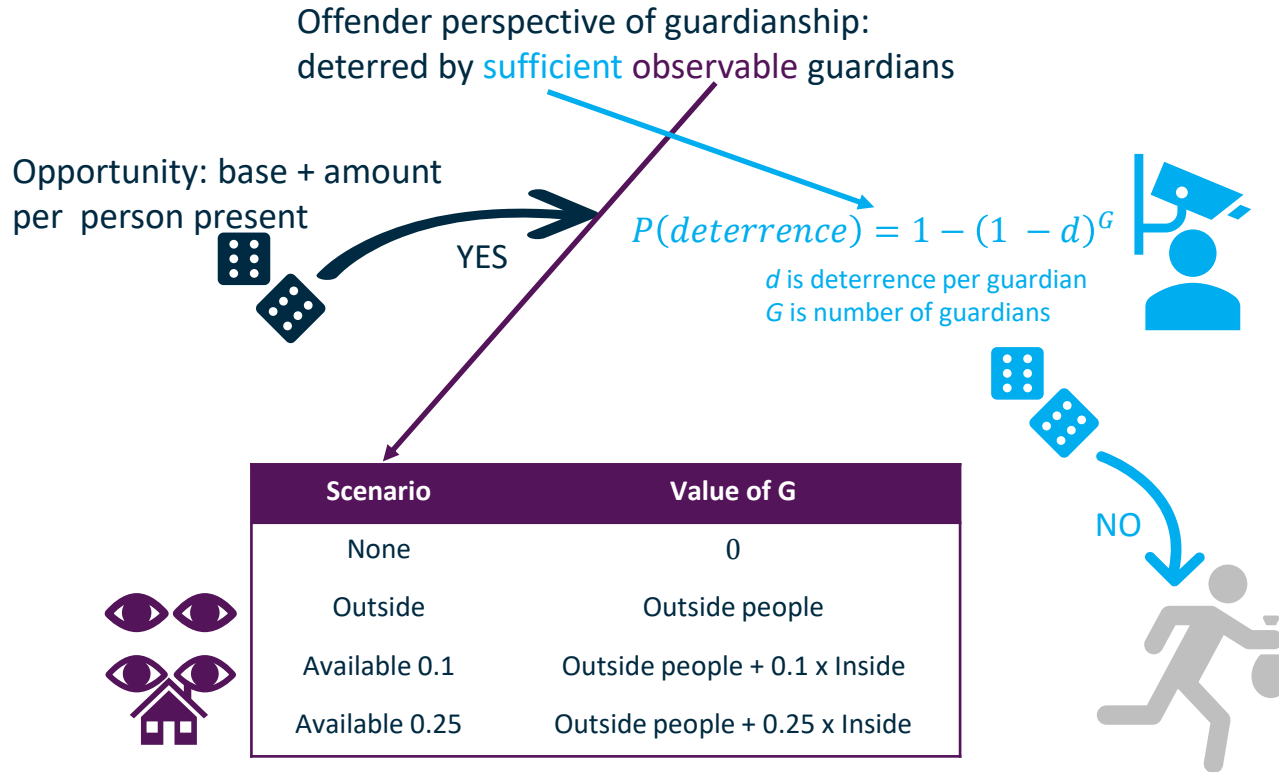 Offender perspective of guardianship:
deterred by sufficient observable guardians
Opportunity: base + amount
per person present
YES
P(deterrence) = 1 − (1 − d)^G
d is deterrence per guardian
G is number of guardians
NO
Scenario Value of G
None 0
Outside Outside people
Available 0.1 Outside people + 0.1 x Inside
Available 0.25 Outside people + 0.25 x Inside